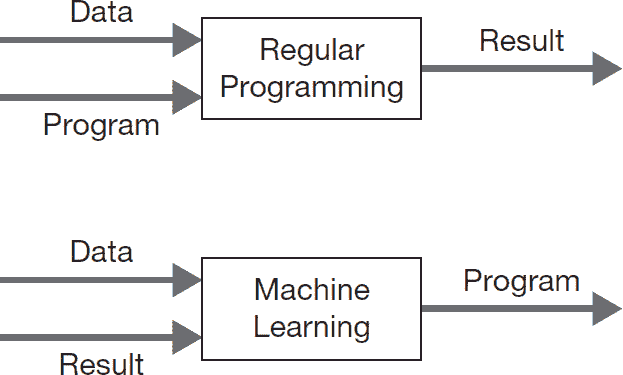 Data
Regular
Programming
Result
Program
Data
Machine
Learning
Program
Result